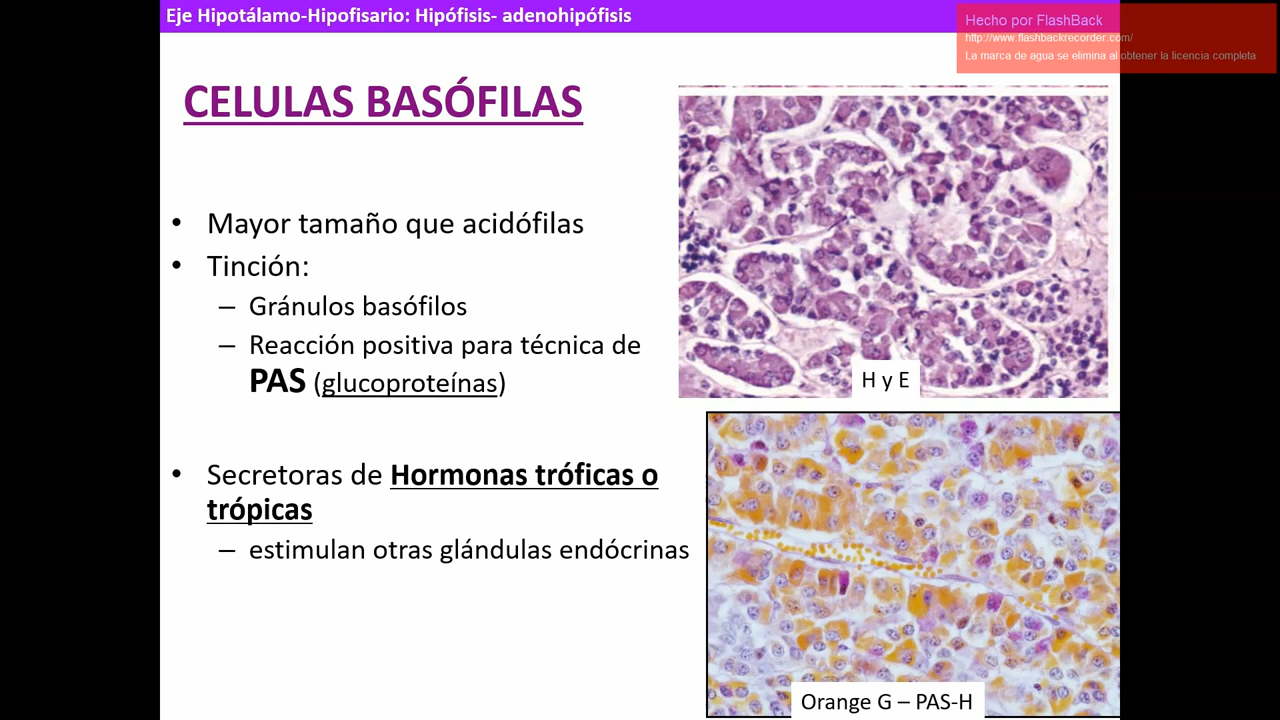 Eje Hipotálamo-Hipofisario: Hipófisis- adenohipófisis
Hecho por FlashBack
http://www.flashbackrecorder.com/
La marca de agua se elimina al obtener la licencia completa
CELULAS BASÓFILAS
• Mayor tamaño que acidófilas
• Tinción:
– Gránulos basófilos
– Reacción positiva para técnica de
PAS (glucoproteínas)
• Secretoras de Hormonas tróficas o
trópicas
– estimulan otras glándulas endócrinas
H y E
Orange G – PAS-H